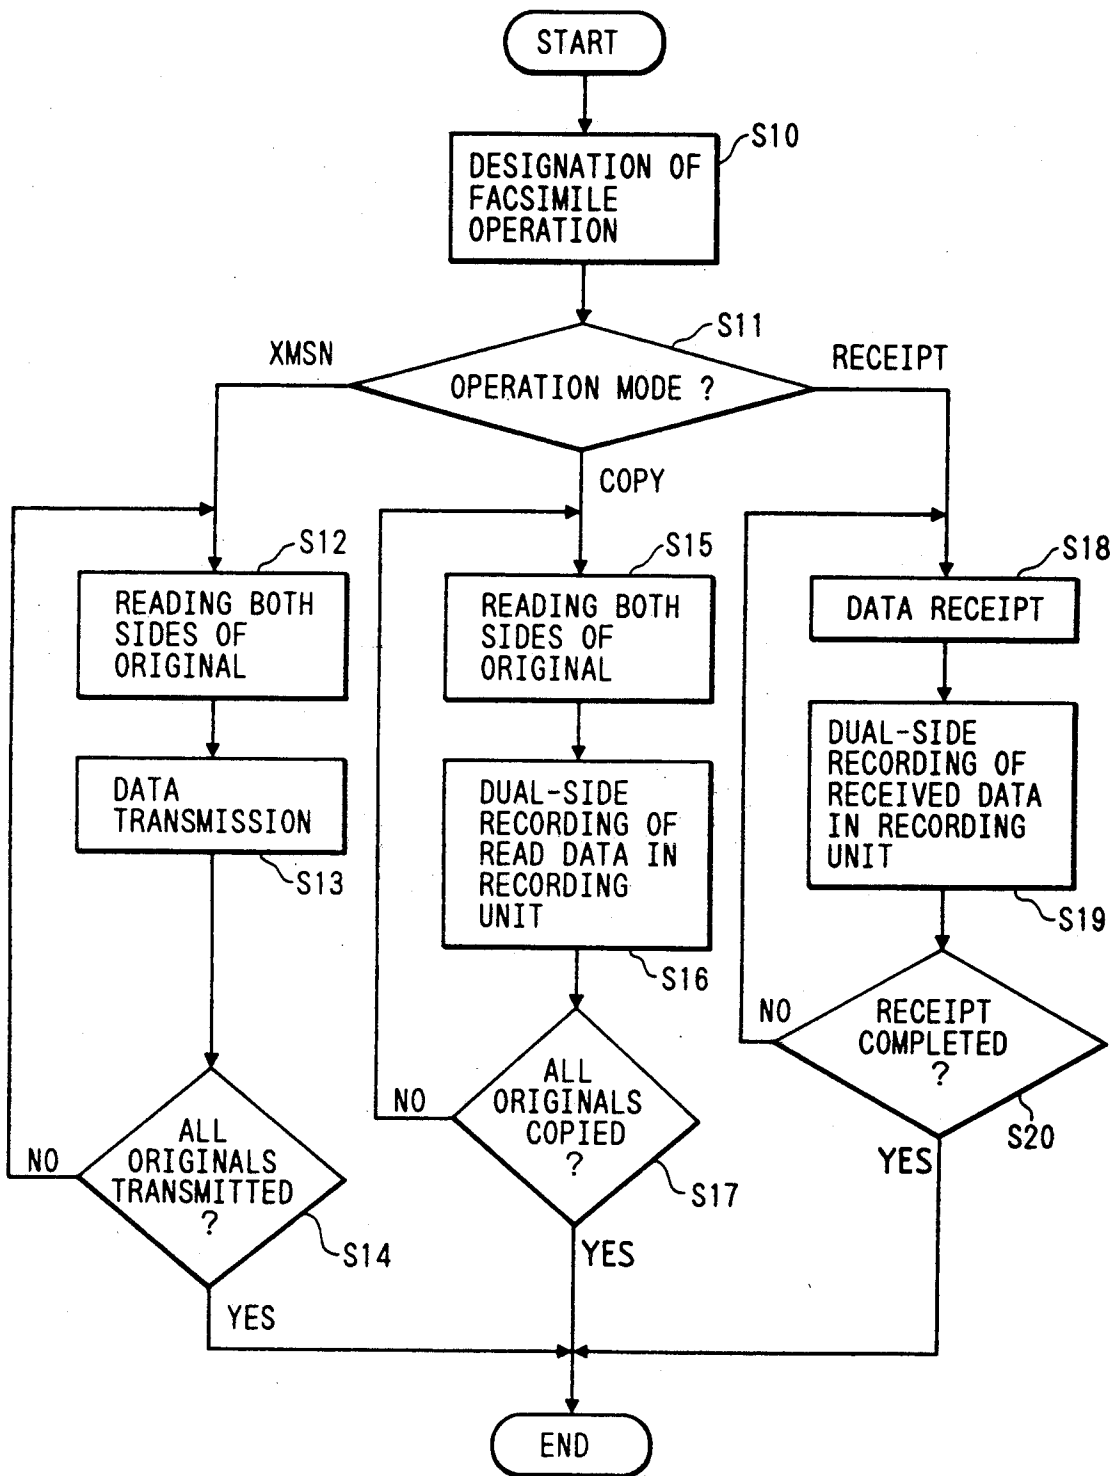 START
S10
DESIGNATION OF
FACSIMILE
OPERATION
S11
XMSN
RECEIPT
OPERATION MODE ?
COPY
S12
READING BOTH
SIDES OF
ORIGINAL
DATA
TRANSMISSION
S13
NO
ALL
ORIGINALS
TRANSMITTED
?
S14
YES
S15
READING BOTH
SIDES OF
ORIGINAL
DUAL-SIDE
RECORDING OF
READ DATA IN
RECORDING
UNIT
S16
NO
ALL
ORIGINALS
COPIED
?
S17
YES
S18
DATA RECEIPT
DUAL-SIDE
RECORDING OF
RECEIVED DATA
IN RECORDING
UNIT
S19
NO
RECEIPT
COMPLETED
?
S20
YES
END